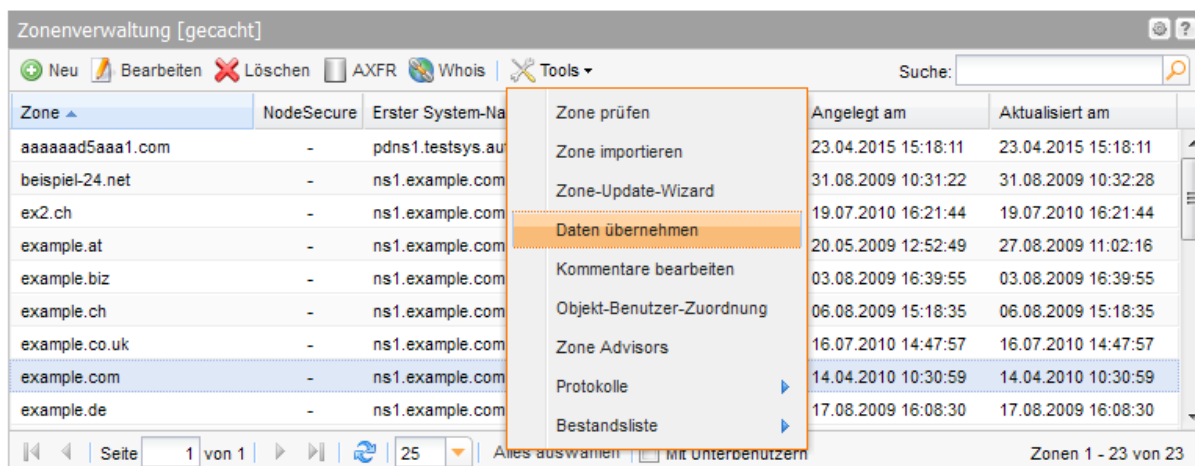 Zonenverwaltung [gecacht]
Neu Bearbeiten Löschen AXFR Whois Tools Suche:
Zone NodeSecure Erster System-Na Angelegt am Aktualisiert am
aaaaaad5aaa1.com - pdns1.testsys.au 23.04.2015 15:18:11 23.04.2015 15:18:11
beispiel-24.net - ns1.example.com 31.08.2009 10:31:22 31.08.2009 10:32:28
ex2.ch - ns1.example.com 19.07.2010 16:21:44 19.07.2010 16:21:44
example.at - ns1.example.com 20.05.2009 12:52:49 27.08.2009 11:02:16
example.biz - ns1.example.com 03.08.2009 16:39:55 03.08.2009 16:39:55
example.ch - ns1.example.com 06.08.2009 15:18:35 06.08.2009 15:18:35
example.co.uk - ns1.example.com 16.07.2010 14:47:57 16.07.2010 14:47:57
example.com - ns1.example.com 14.04.2010 10:30:59 14.04.2010 10:30:59
example.de - ns1.example.com 17.08.2009 16:08:30 17.08.2009 16:08:30
Zone prüfen
Zone importieren
Zone-Update-Wizard
Daten übernehmen
Kommentare bearbeiten
Objekt-Benutzer-Zuordnung
Zone Advisors
Protokolle
Bestandsliste
Seite 1 von 1 25 Alles auswählen Mit Unterbenutzern Zonen 1 - 23 von 23